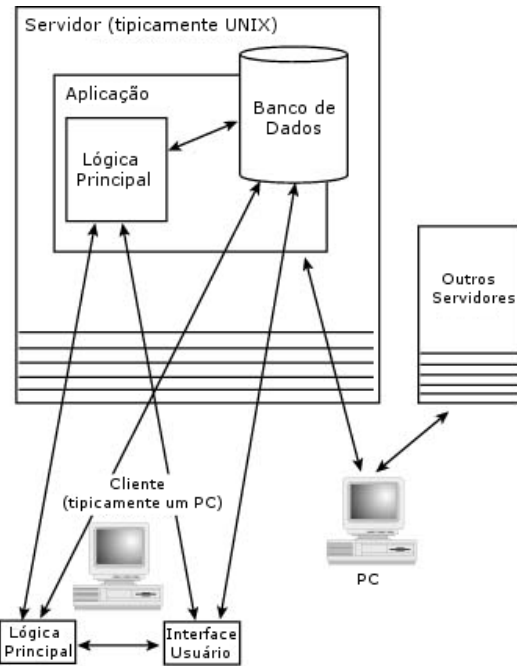 Servidor (tipicamente UNIX)
Aplicação
Banco de
Dados
Lógica
Principal
Outros
Servidores
Cliente
(tipicamente um PC)
PC
Lógica
Principal
Interface
Usuário